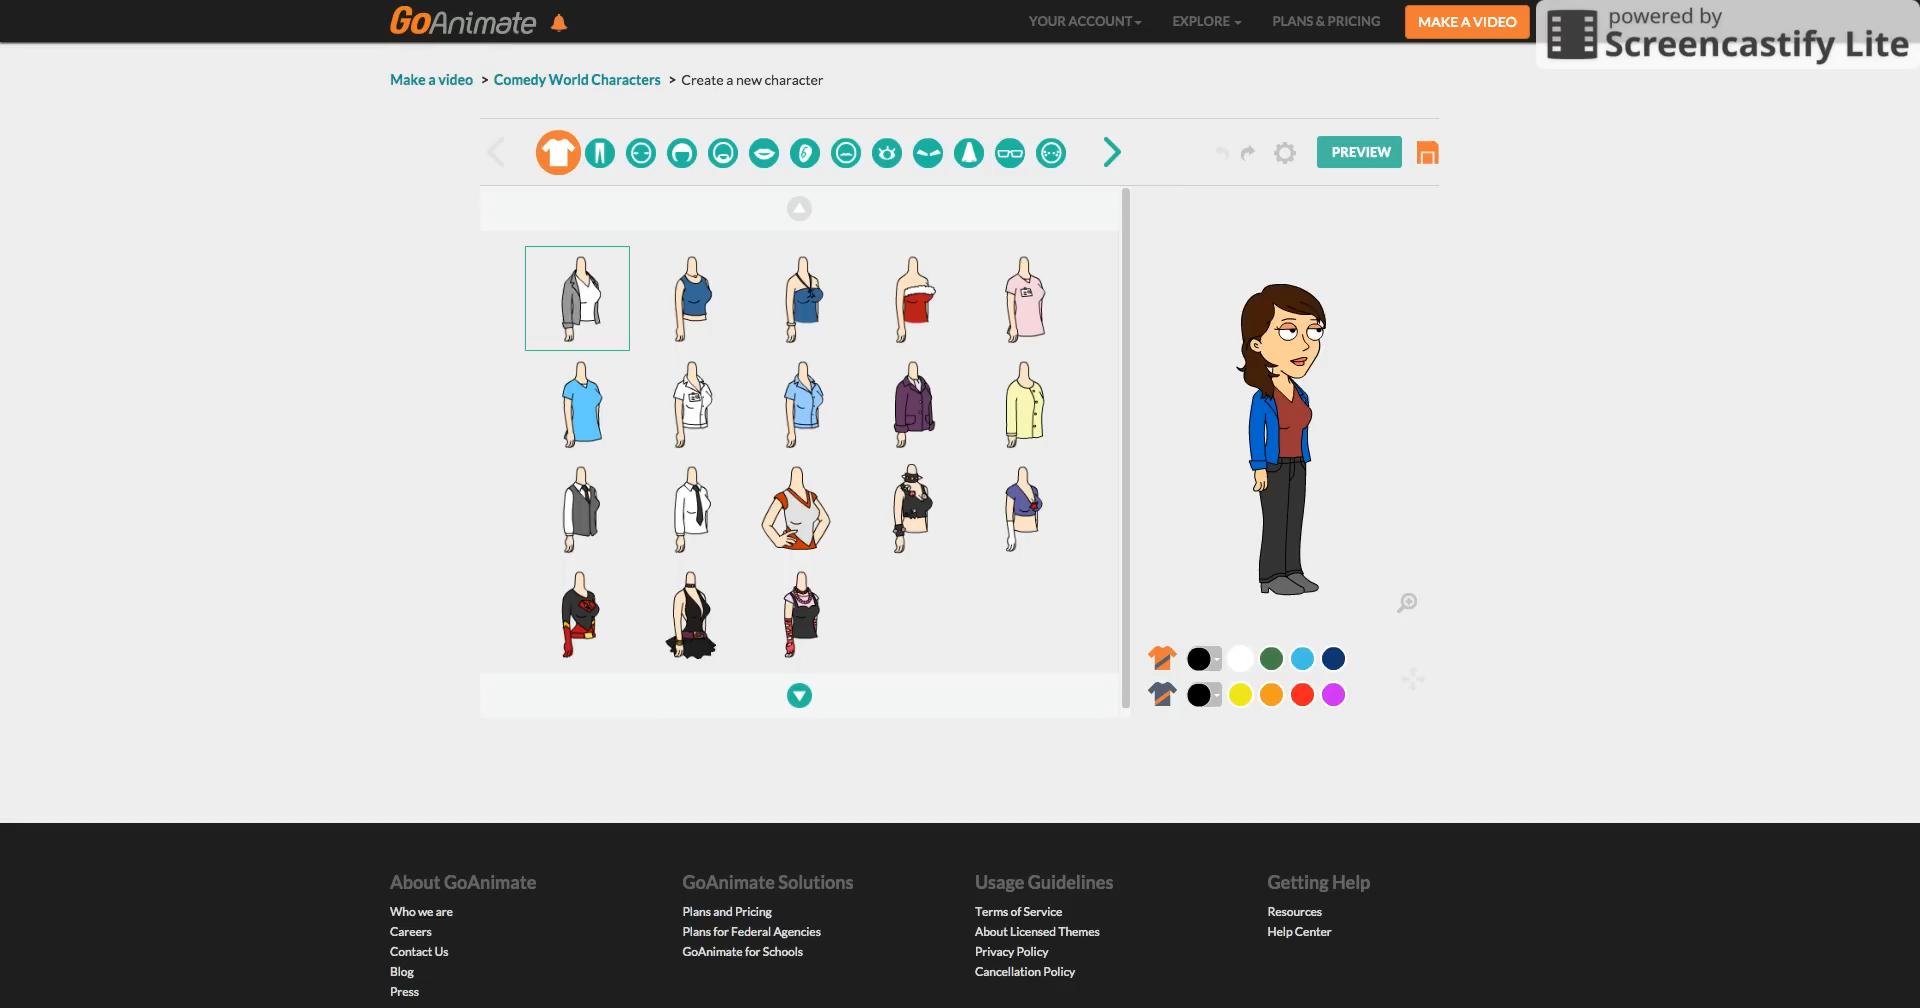 GoAnimate
YOUR ACCOUNT
EXPLORE
PLANS & PRICING
MAKE A VIDEO
powered by
Screencastify Lite
Make a video > Comedy World Characters > Create a new character
PREVIEW
About GoAnimate
Who we are
Careers
Contact Us
Blog
Press
GoAnimate Solutions
Plans and Pricing
Plans for Federal Agencies
GoAnimate for Schools
Usage Guidelines
Terms of Service
About Licensed Themes
Privacy Policy
Cancellation Policy
Getting Help
Resources
Help Center